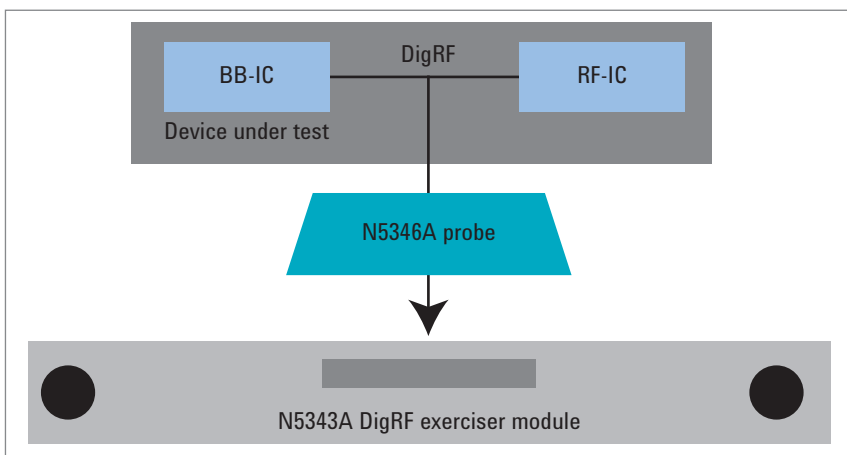 DigRF
BB-IC
RF-IC
Device under test
N5346A probe
N5343A DigRF exerciser module